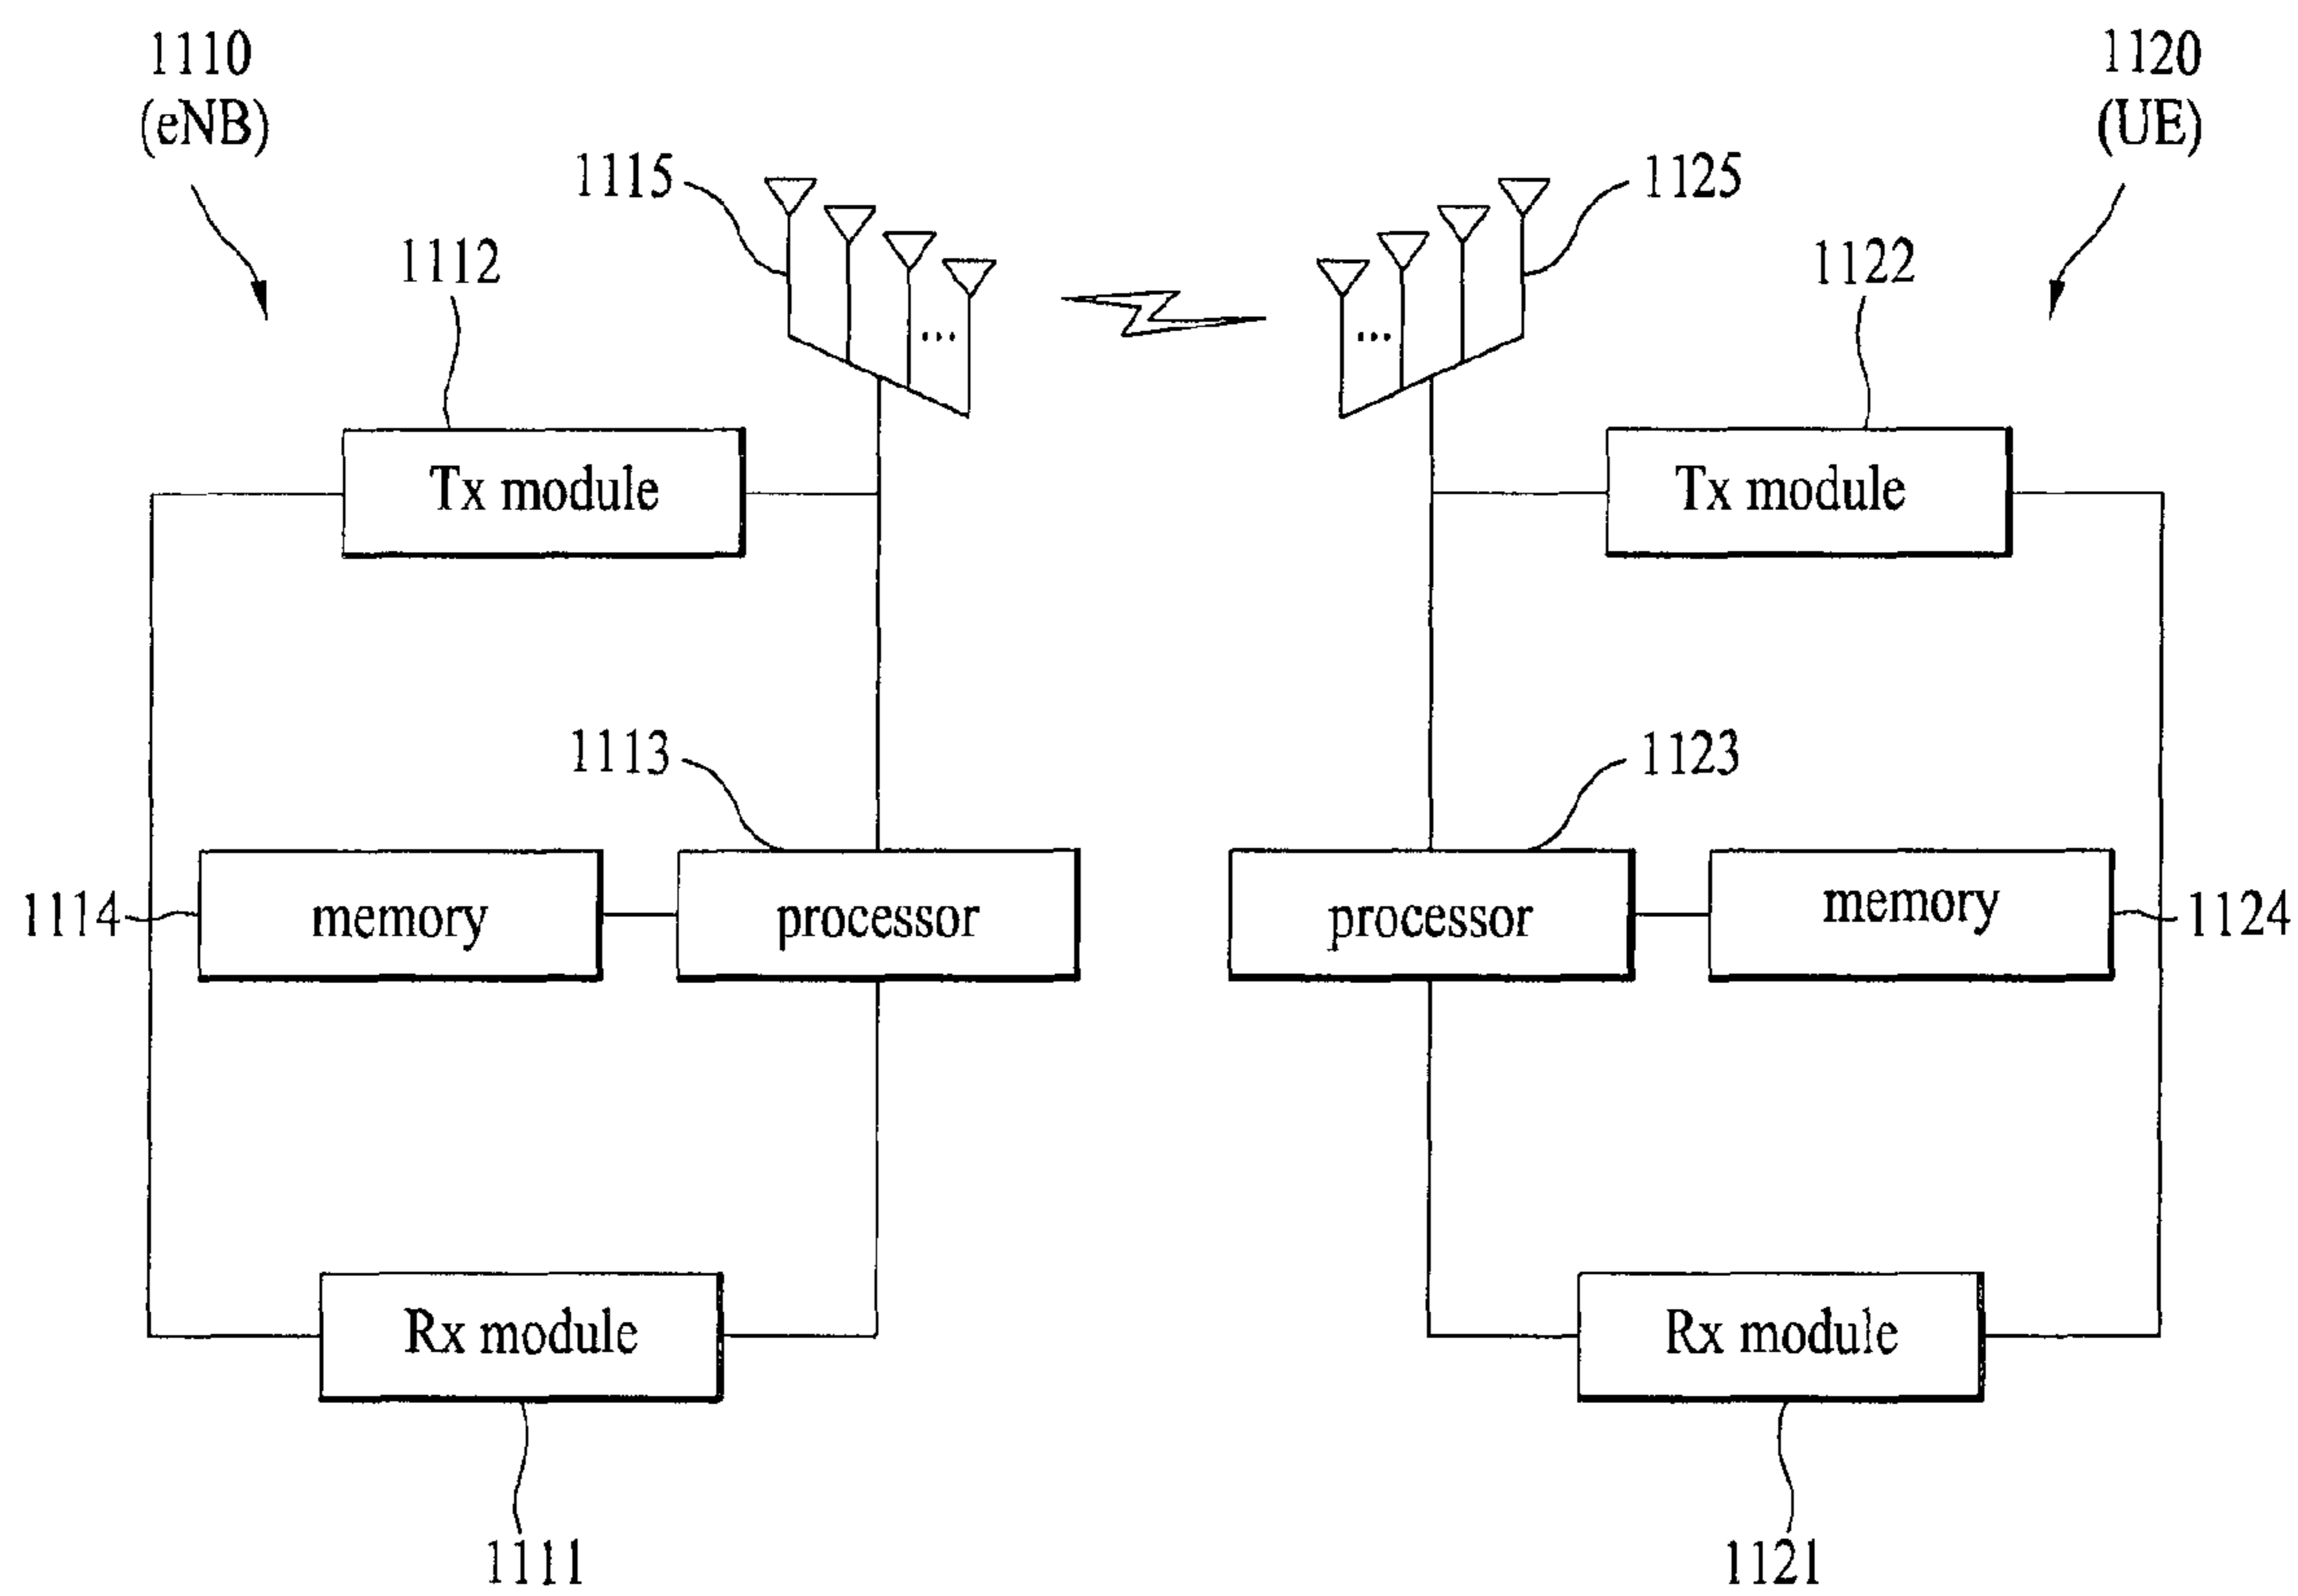 1110
(eNB)
1120
(UE)
1115
1125
1112
1122
...
...
Tx module
Tx module
1113
1123
1114
memory
processor
processor
memory
1124
Rx module
Rx module
1111
1121